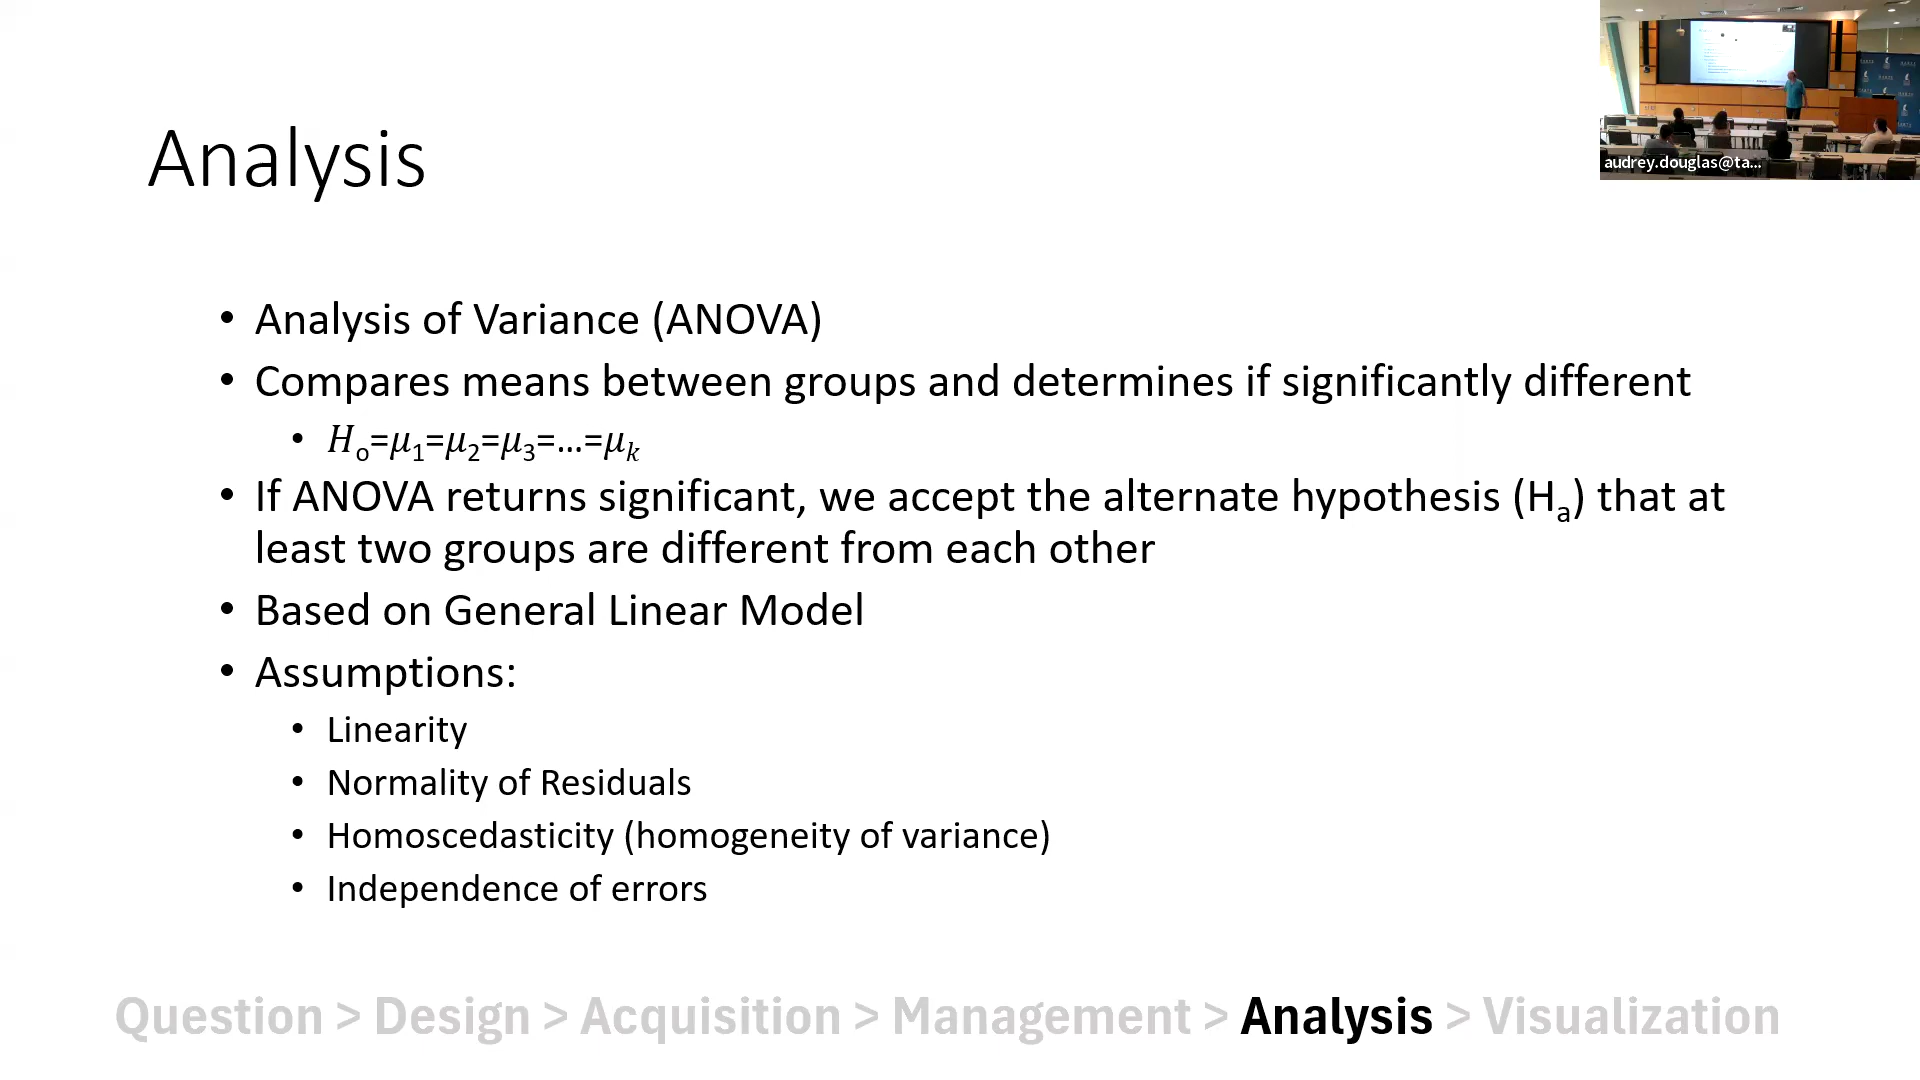 audrey.douglas@ta...
Analysis
• Analysis of Variance (ANOVA)
• Compares means between groups and determines if significantly different
• Hₒ=μ₁=μ₂=μ₃=...=μₖ
• If ANOVA returns significant, we accept the alternate hypothesis (Hₐ) that at
least two groups are different from each other
• Based on General Linear Model
• Assumptions:
• Linearity
• Normality of Residuals
• Homoscedasticity (homogeneity of variance)
• Independence of errors
Question > Design > Acquisition > Management > Analysis > Visualization